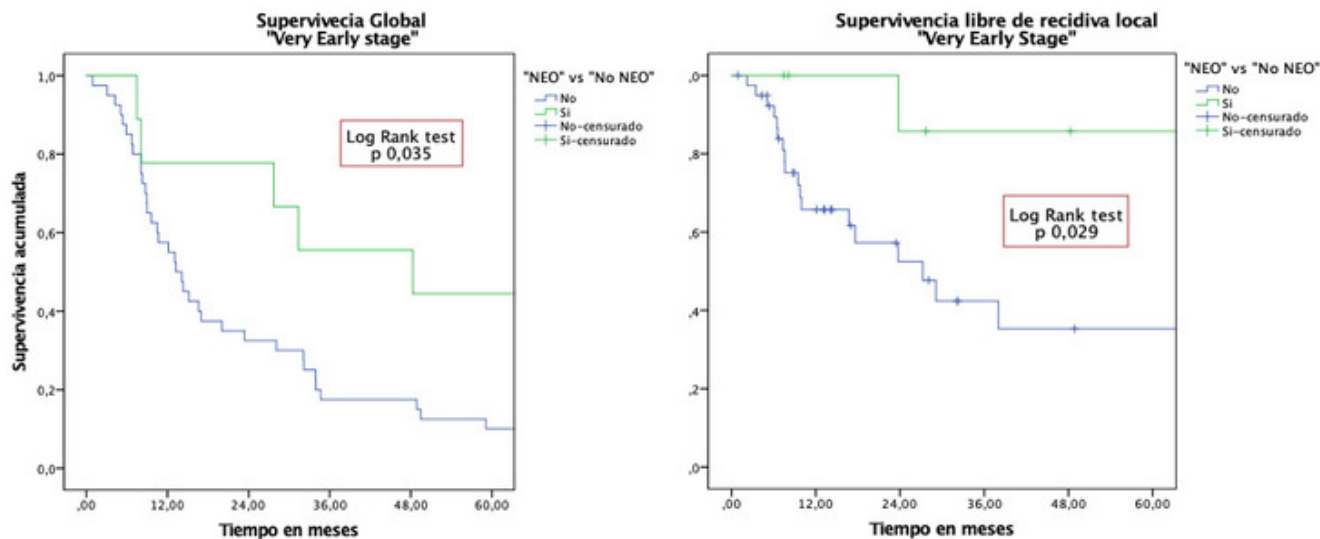 Supervivecia Global
"Very Early stage"
"NEO" vs "No NEO"
No
Si
No-censurado
Si-censurado
Log Rank test
p 0,035
Supervivencia acumulada
1,0
0,8
0,6
0,4
0,2
0,0
,00
12,00
24,00
36,00
48,00
60,00
Tiempo en meses
Supervivencia libre de recidiva local
"Very Early Stage"
"NEO" vs "No NEO"
No
Si
No-censurado
Si-censurado
Log Rank test
p 0,029
,0
,8
,6
,4
,2
,0
,00
12,00
24,00
36,00
48,00
60,00
Tiempo en meses